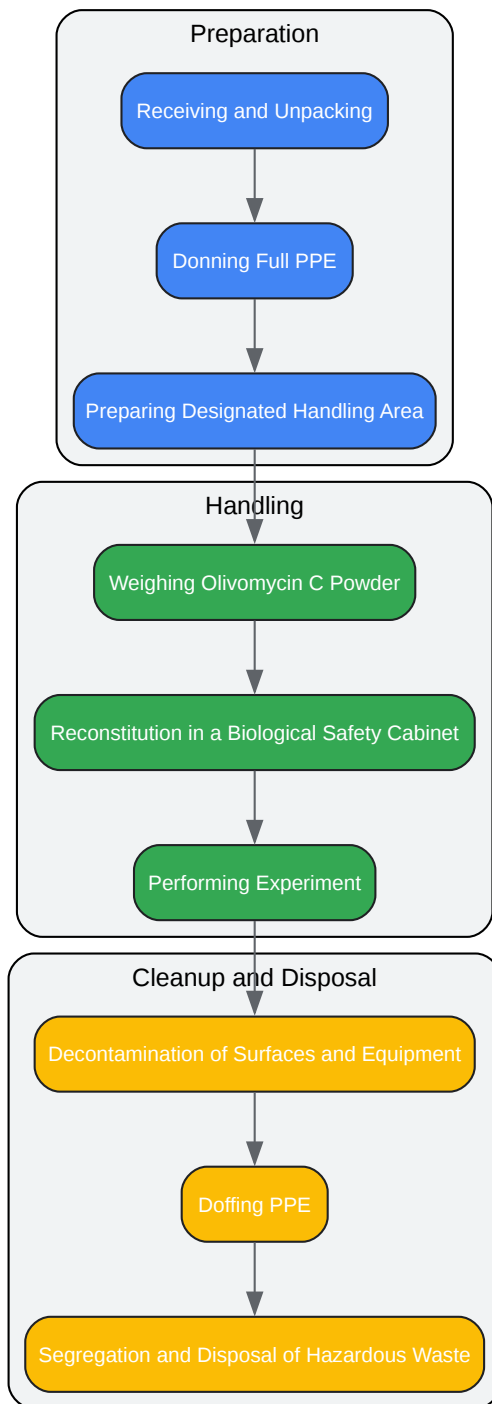 Preparation
Receiving and Unpacking
Donning Full PPE
Preparing Designated Handling Area
Handling
Weighing Olivomycin C Powder
Reconstitution in a Biological Safety Cabinet
Performing Experiment
Cleanup and Disposal
Decontamination of Surfaces and Equipment
Doffing PPE
Segregation and Disposal of Hazardous Waste